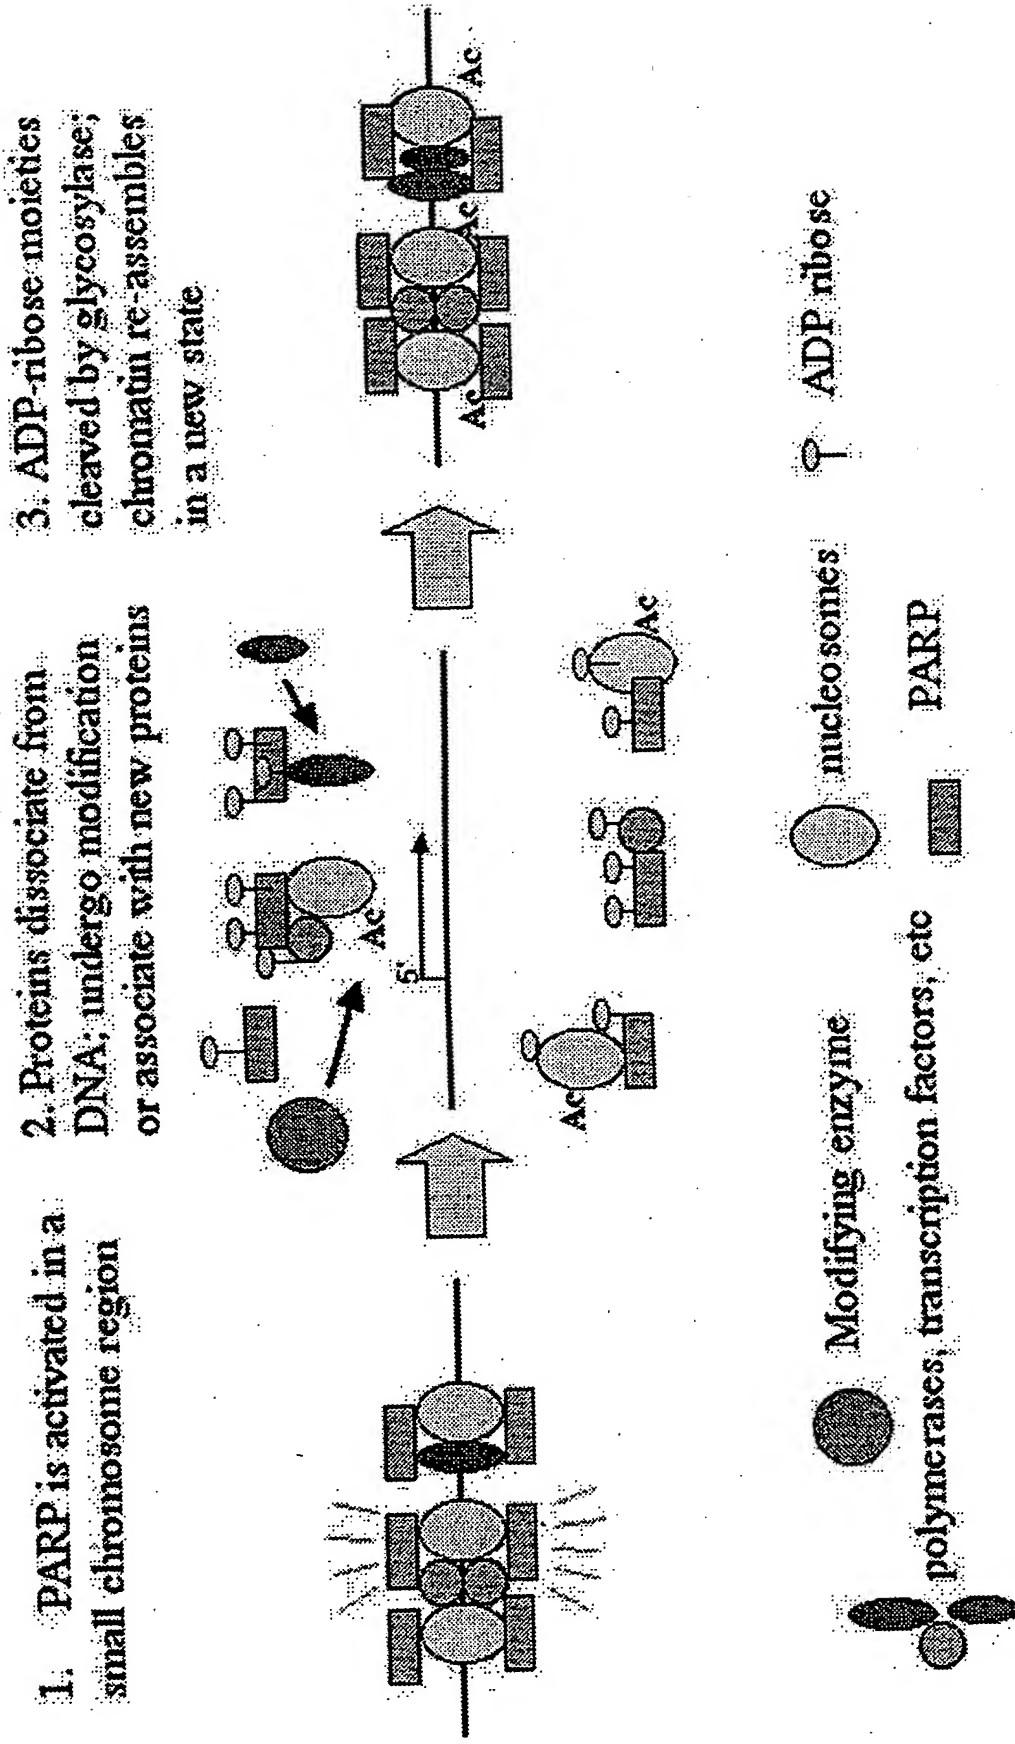 1. PARP is activated in a
small chromosome region
2. Proteins dissociate from
DNA; undergo modification
or associate with new proteins
3. ADP-ribose moieties
cleaved by glycosylase;
chromatin re-assembles
in a new state
5'
Ac
Ac
Ac
Ac
Ac
Ac
Modifying enzyme
nucleosomes
ADP ribose
polymerases, transcription factors, etc
PARP